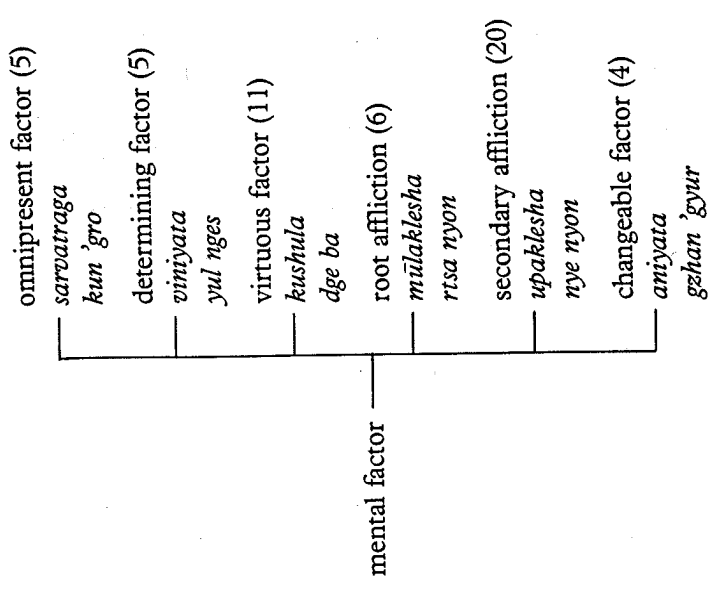 mental factor
omnipresent factor (5)
sarvatraga
kun 'gro
determining factor (5)
viniyata
yul nges
virtuous factor (11)
kushula
dge ba
root affliction (6)
mūlaklesha
rtsa nyon
secondary affliction (20)
upaklesha
nye nyon
changeable factor (4)
aniyata
gzhan 'gyur